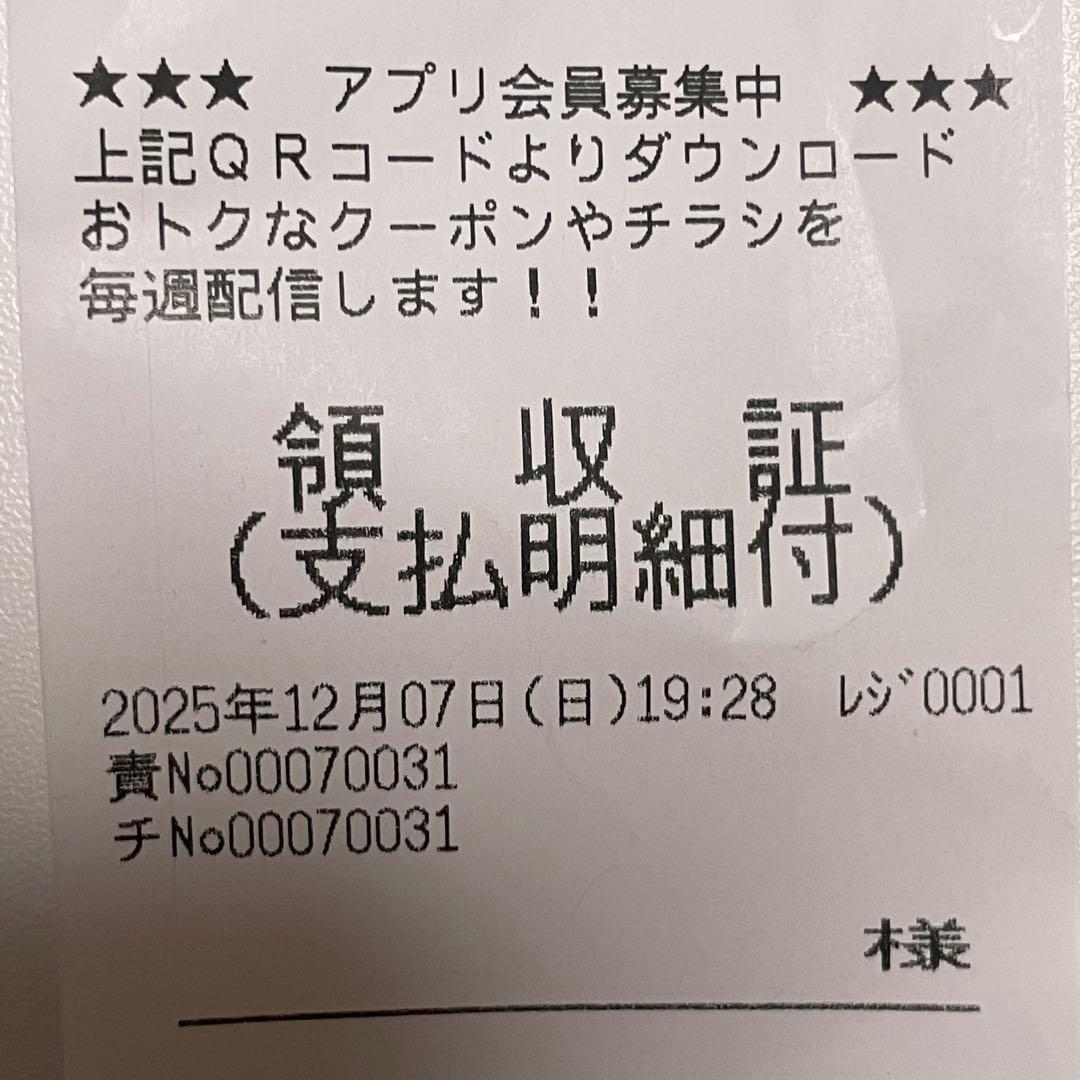 ★★★ アプリ会員募集中 ★★★
上記QRコードよりダウンロード
おトクなクーポンやチラシを
毎週配信します!!
領 収 証
(支払明細付)
2025年12月07日(日)19:28 レジ0001
責No00070031
チNo00070031
様